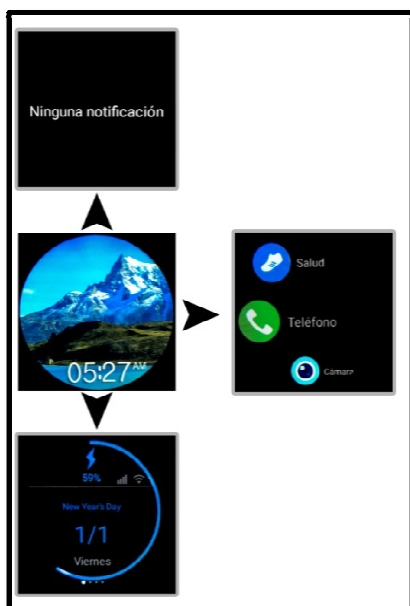 Ninguna notificación
05:27 AM
Salud
Teléfono
Cámara
59%
New Year's Day
1/1
Viernes